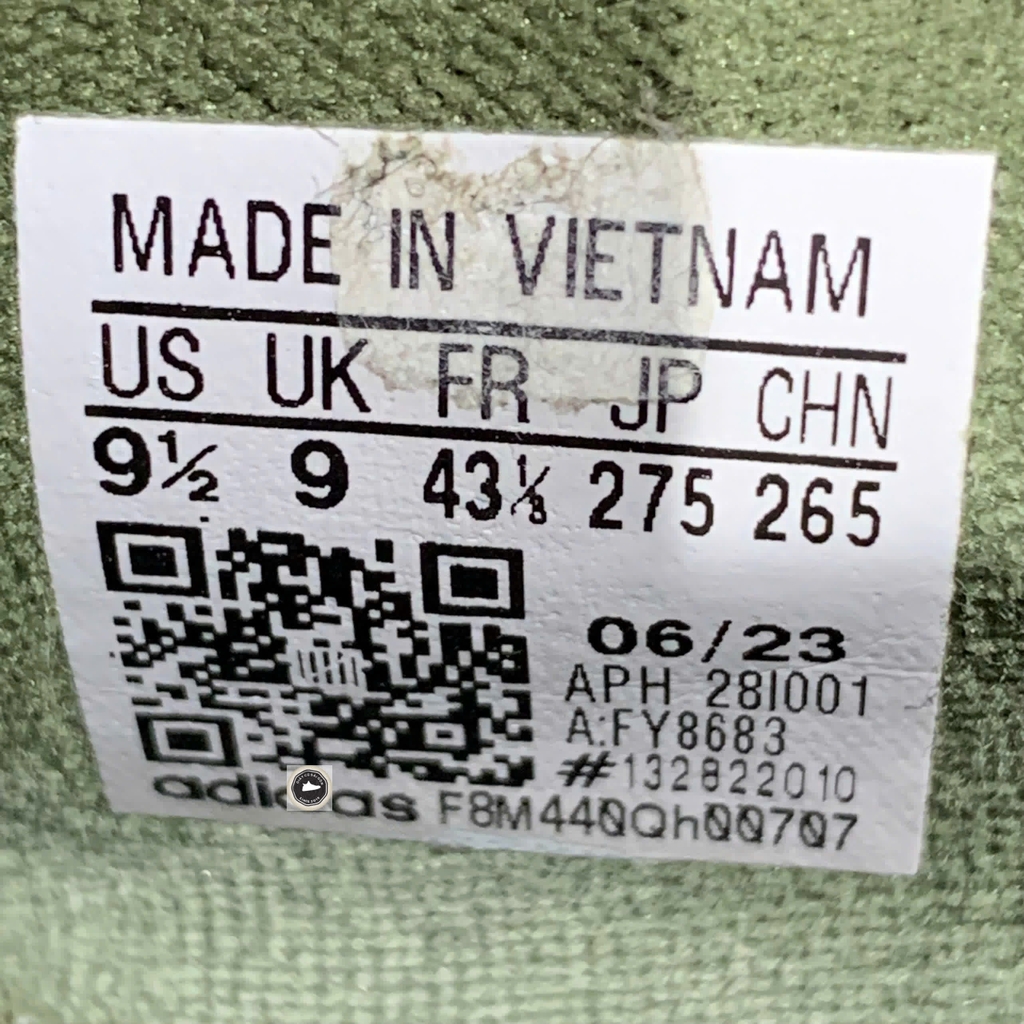 MADE IN VIETNAM
US UK FR JP CHN
9½ 9 43⅓ 275 265
06/23
APH 28I001
A:FY8683
#132822010
adidas F8M440Qh00707